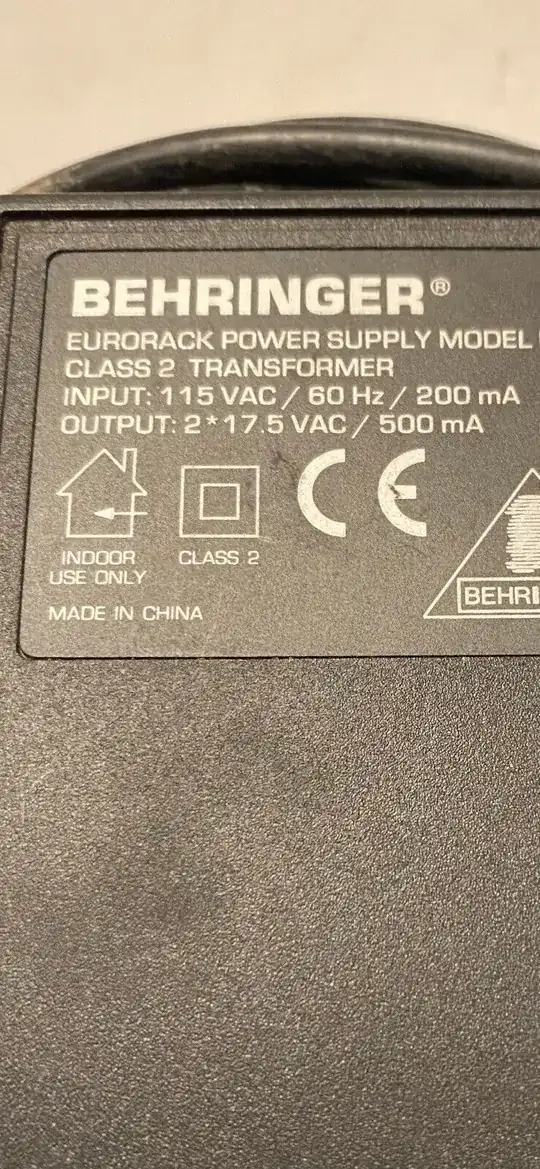 BEHRINGER®
EURORACK POWER SUPPLY MODEL
CLASS 2 TRANSFORMER
INPUT: 115 VAC / 60 Hz / 200 mA
OUTPUT: 2*17.5 VAC / 500 mA
CE
INDOOR
USE ONLY
CLASS 2
BEHRI
MADE IN CHINA